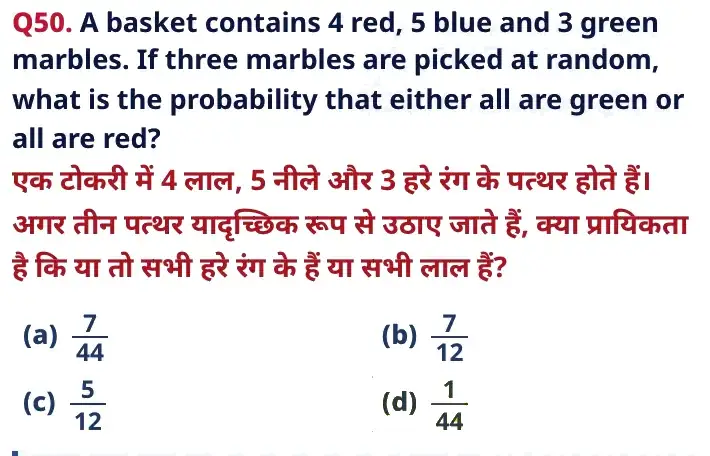 Q50. A basket contains 4 red, 5 blue and 3 green
marbles. If three marbles are picked at random,
what is the probability that either all are green or
all are red?
एक टोकरी में 4 लाल, 5 नीले और 3 हरे रंग के पत्थर होते हैं।
अगर तीन पत्थर यादृच्छिक रूप से उठाए जाते हैं, क्या प्रायिकता
है कि या तो सभी हरे रंग के हैं या सभी लाल हैं?
(a) 7/44 (b) 7/12
(c) 5/12 (d) 1/44